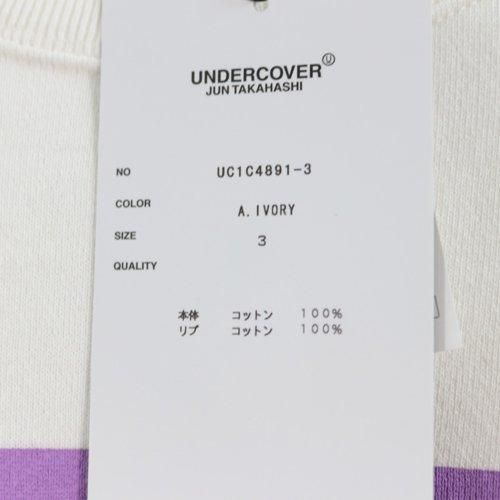 UNDERCOVER Ⓤ
JUN TAKAHASHI
NO UC1C4891-3
COLOR A.IVORY
SIZE 3
QUALITY
本体 コットン 100%
リブ コットン 100%